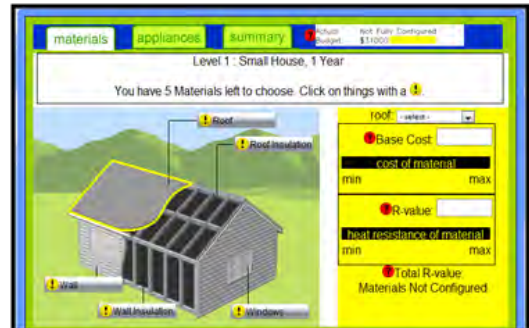 materials
appliances
summary
Actual Not Fully Configured
Budget $31000
Level 1 : Small House, 1 Year
You have 5 Materials left to choose. Click on things with a !.
! Roof
! Roof Insulation
! Wall
! Wall Insulation
! Windows
roof: - select -
? Base Cost:
cost of material
min max
? R-value:
heat resistance of material
min max
? Total R-value:
Materials Not Configured